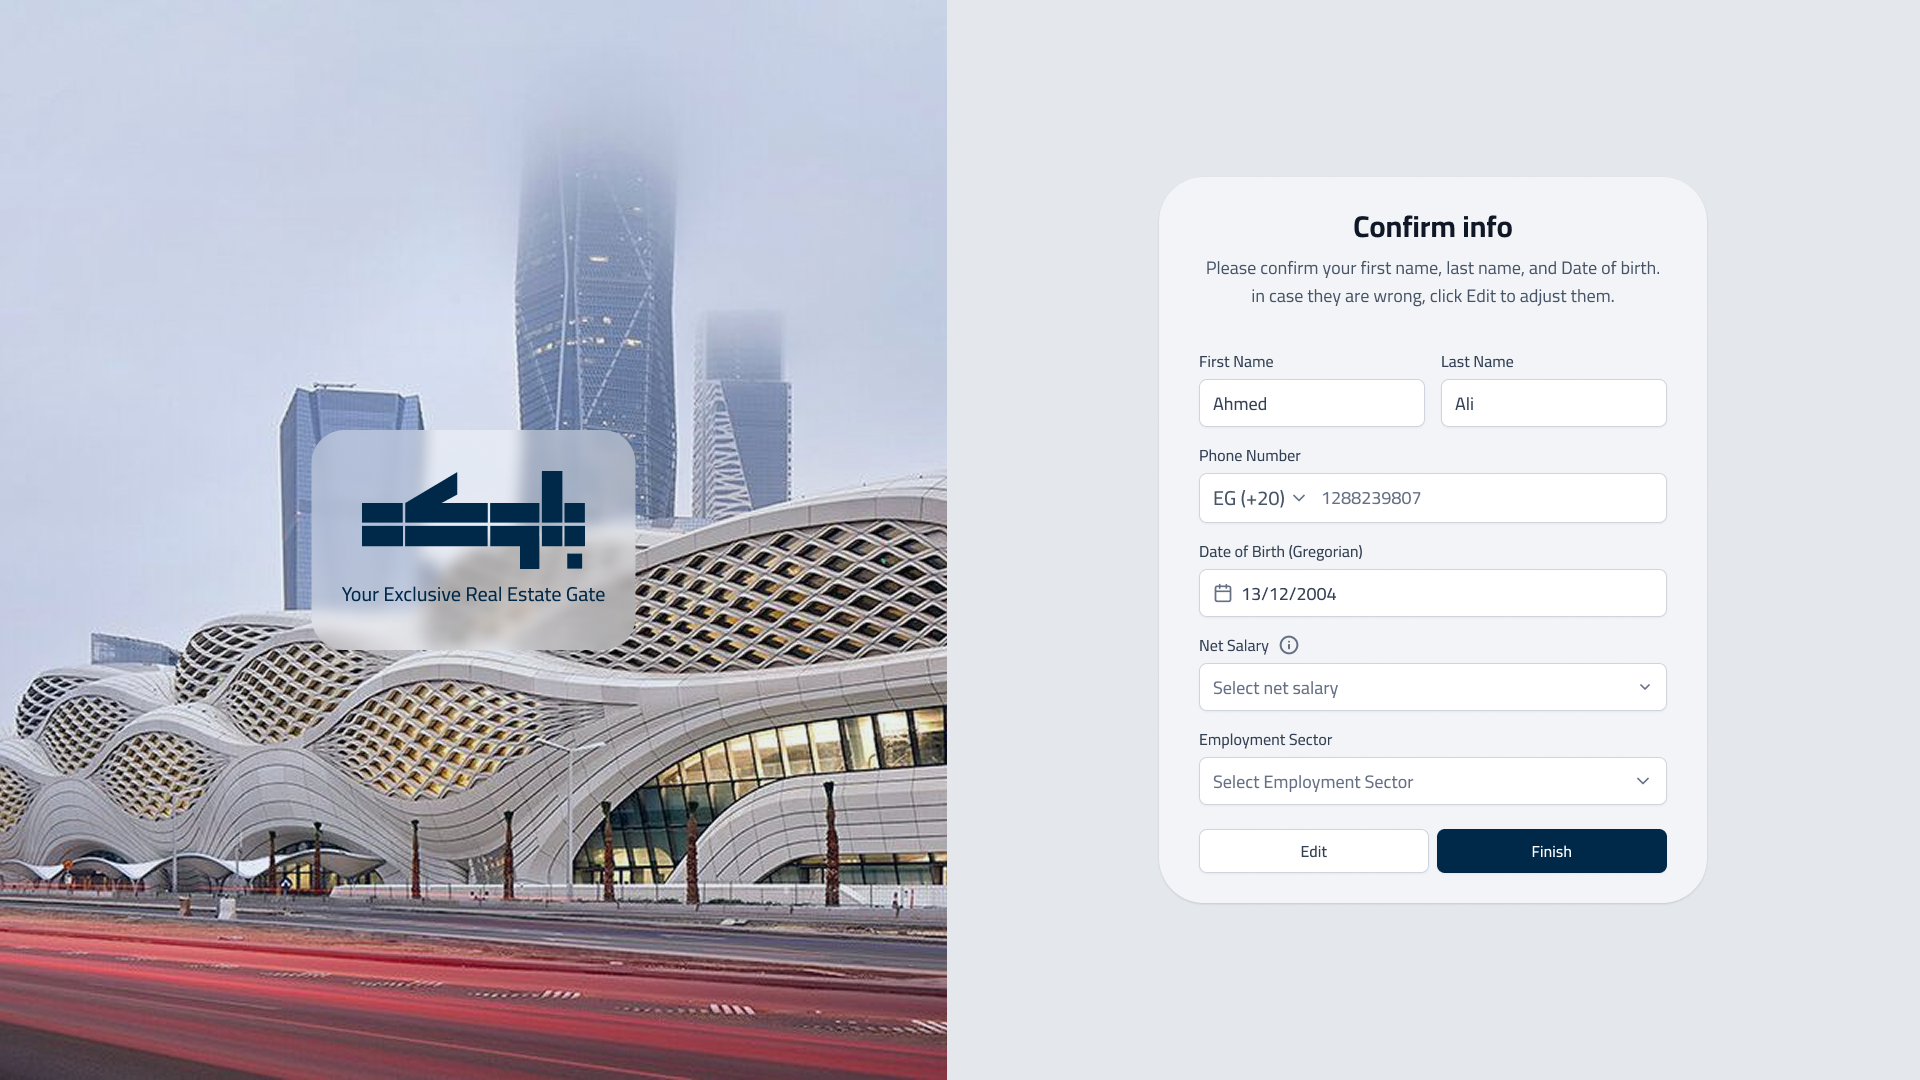 بيتك
Your Exclusive Real Estate Gate
Confirm info
Please confirm your first name, last name, and Date of birth.
in case they are wrong, click Edit to adjust them.
First Name
Last Name
Ahmed
Ali
Phone Number
EG (+20) 1288239807
Date of Birth (Gregorian)
13/12/2004
Net Salary
Select net salary
Employment Sector
Select Employment Sector
Edit
Finish